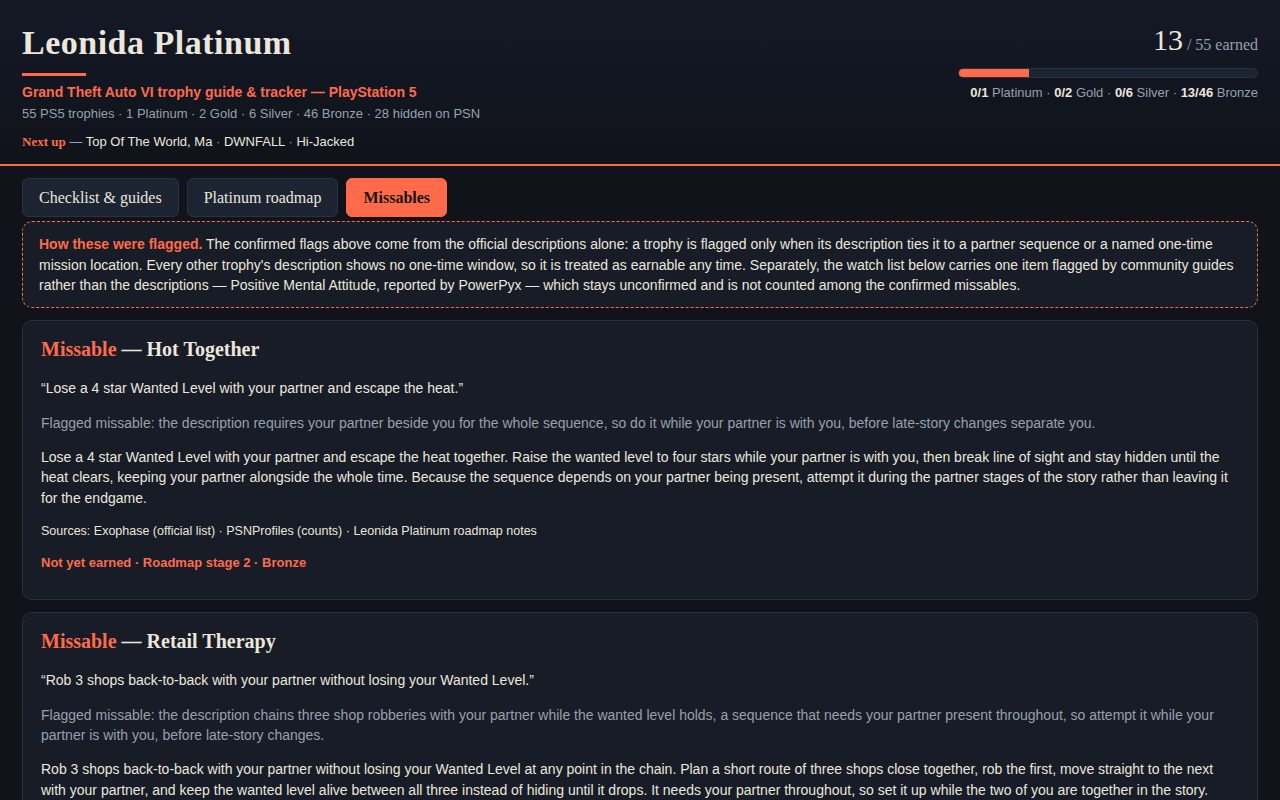 Leonida Platinum
13 / 55 earned
Grand Theft Auto VI trophy guide & tracker — PlayStation 5
0/1 Platinum · 0/2 Gold · 0/6 Silver · 13/46 Bronze
55 PS5 trophies · 1 Platinum · 2 Gold · 6 Silver · 46 Bronze · 28 hidden on PSN
Next up — Top Of The World, Ma · DWNFALL · Hi-Jacked
Checklist & guides
Platinum roadmap
Missables
How these were flagged. The confirmed flags above come from the official descriptions alone: a trophy is flagged only when its description ties it to a partner sequence or a named one-time
mission location. Every other trophy's description shows no one-time window, so it is treated as earnable any time. Separately, the watch list below carries one item flagged by community guides
rather than the descriptions — Positive Mental Attitude, reported by PowerPyx — which stays unconfirmed and is not counted among the confirmed missables.
Missable — Hot Together
“Lose a 4 star Wanted Level with your partner and escape the heat.”
Flagged missable: the description requires your partner beside you for the whole sequence, so do it while your partner is with you, before late-story changes separate you.
Lose a 4 star Wanted Level with your partner and escape the heat together. Raise the wanted level to four stars while your partner is with you, then break line of sight and stay hidden until the
heat clears, keeping your partner alongside the whole time. Because the sequence depends on your partner being present, attempt it during the partner stages of the story rather than leaving it
for the endgame.
Sources: Exophase (official list) · PSNProfiles (counts) · Leonida Platinum roadmap notes
Not yet earned · Roadmap stage 2 · Bronze
Missable — Retail Therapy
“Rob 3 shops back-to-back with your partner without losing your Wanted Level.”
Flagged missable: the description chains three shop robberies with your partner while the wanted level holds, a sequence that needs your partner present throughout, so attempt it while your
partner is with you, before late-story changes.
Rob 3 shops back-to-back with your partner without losing your Wanted Level at any point in the chain. Plan a short route of three shops close together, rob the first, move straight to the next
with your partner, and keep the wanted level alive between all three instead of hiding until it drops. It needs your partner throughout, so set it up while the two of you are together in the story.